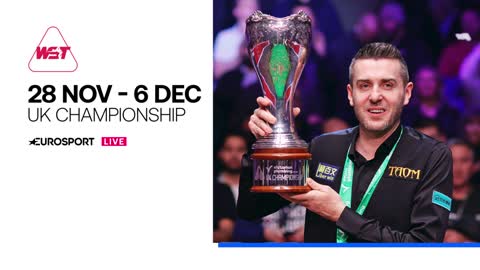 WST
28 NOV - 6 DEC
UK CHAMPIONSHIP
EUROSPORT LIVE
UK CHAMPIONSHIP
TAOM